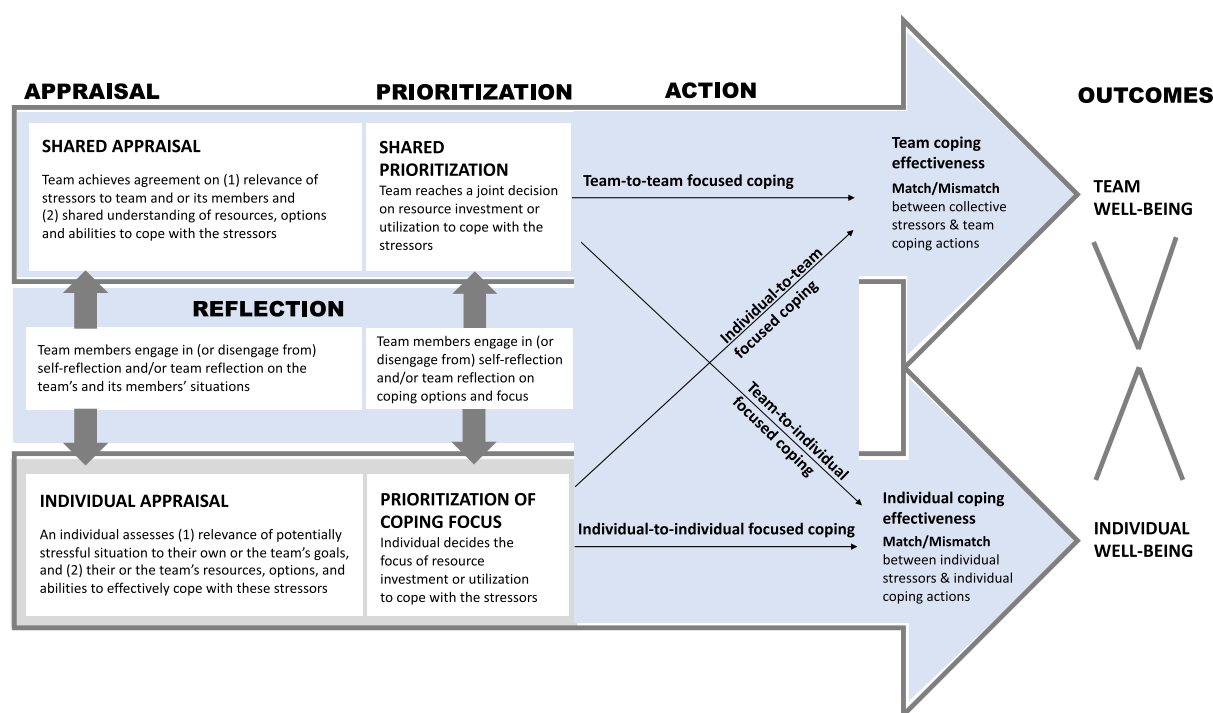 APPRAISAL
PRIORITIZATION
ACTION
OUTCOMES
SHARED APPRAISAL
Team achieves agreement on (1) relevance of
stressors to team and or its members and
(2) shared understanding of resources, options
and abilities to cope with the stressors
SHARED
PRIORITIZATION
Team reaches a joint decision
on resource investment or
utilization to cope with the
stressors
Team-to-team focused coping
Team coping
effectiveness
Match/Mismatch
between collective
stressors & team
coping actions
TEAM
WELL-BEING
REFLECTION
Team members engage in (or disengage from)
self-reflection and/or team reflection on the
team’s and its members’ situations
Team members engage in (or
disengage from) self-reflection
and/or team reflection on
coping options and focus
Individual-to-team
focused coping
Team-to-individual
focused coping
INDIVIDUAL APPRAISAL
An individual assesses (1) relevance of potentially
stressful situation to their own or the team’s goals,
and (2) their or the team’s resources, options, and
abilities to effectively cope with these stressors
PRIORITIZATION OF
COPING FOCUS
Individual decides the
focus of resource
investment or utilization
to cope with the stressors
Individual-to-individual focused coping
Individual coping
effectiveness
Match/Mismatch
between individual
stressors & individual
coping actions
INDIVIDUAL
WELL-BEING